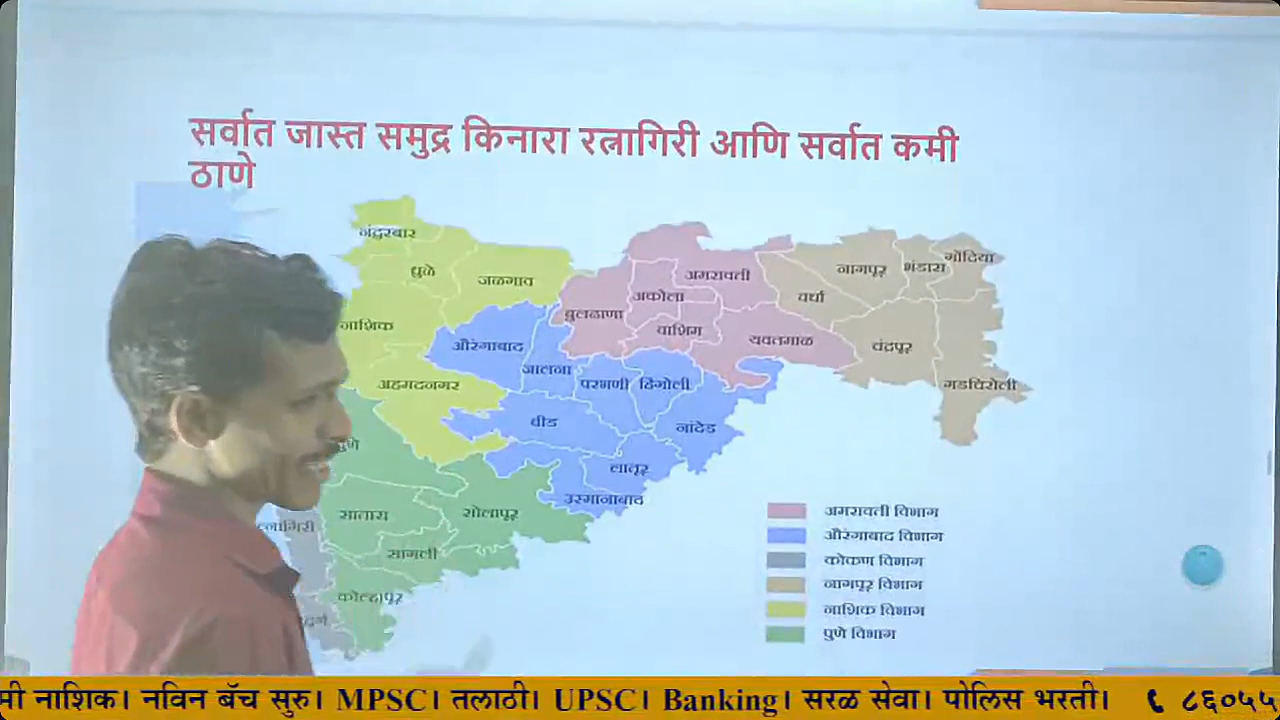 सर्वात जास्त समुद्र किनारा रत्नागिरी आणि सर्वात कमी
ठाणे
नंदुरबार
धुळे
जळगाव
नाशिक
अहमदनगर
औरंगाबाद
जालना
परभणी
हिंगोली
बीड
नांदेड
लातूर
उस्मानाबाद
बुलढाणा
अकोला
अमरावती
वाशिम
यवतमाळ
वर्धा
नागपूर
भंडारा
गोंदिया
चंद्रपूर
गडचिरोली
सातारा
सोलापूर
सांगली
कोल्हापूर
अमरावती विभाग
औरंगाबाद विभाग
कोकण विभाग
नागपूर विभाग
नाशिक विभाग
पुणे विभाग
मी नाशिक। नविन बॅच सुरु। MPSC। तलाठी। UPSC। Banking। सरळ सेवा। पोलिस भरती। ८६०५५